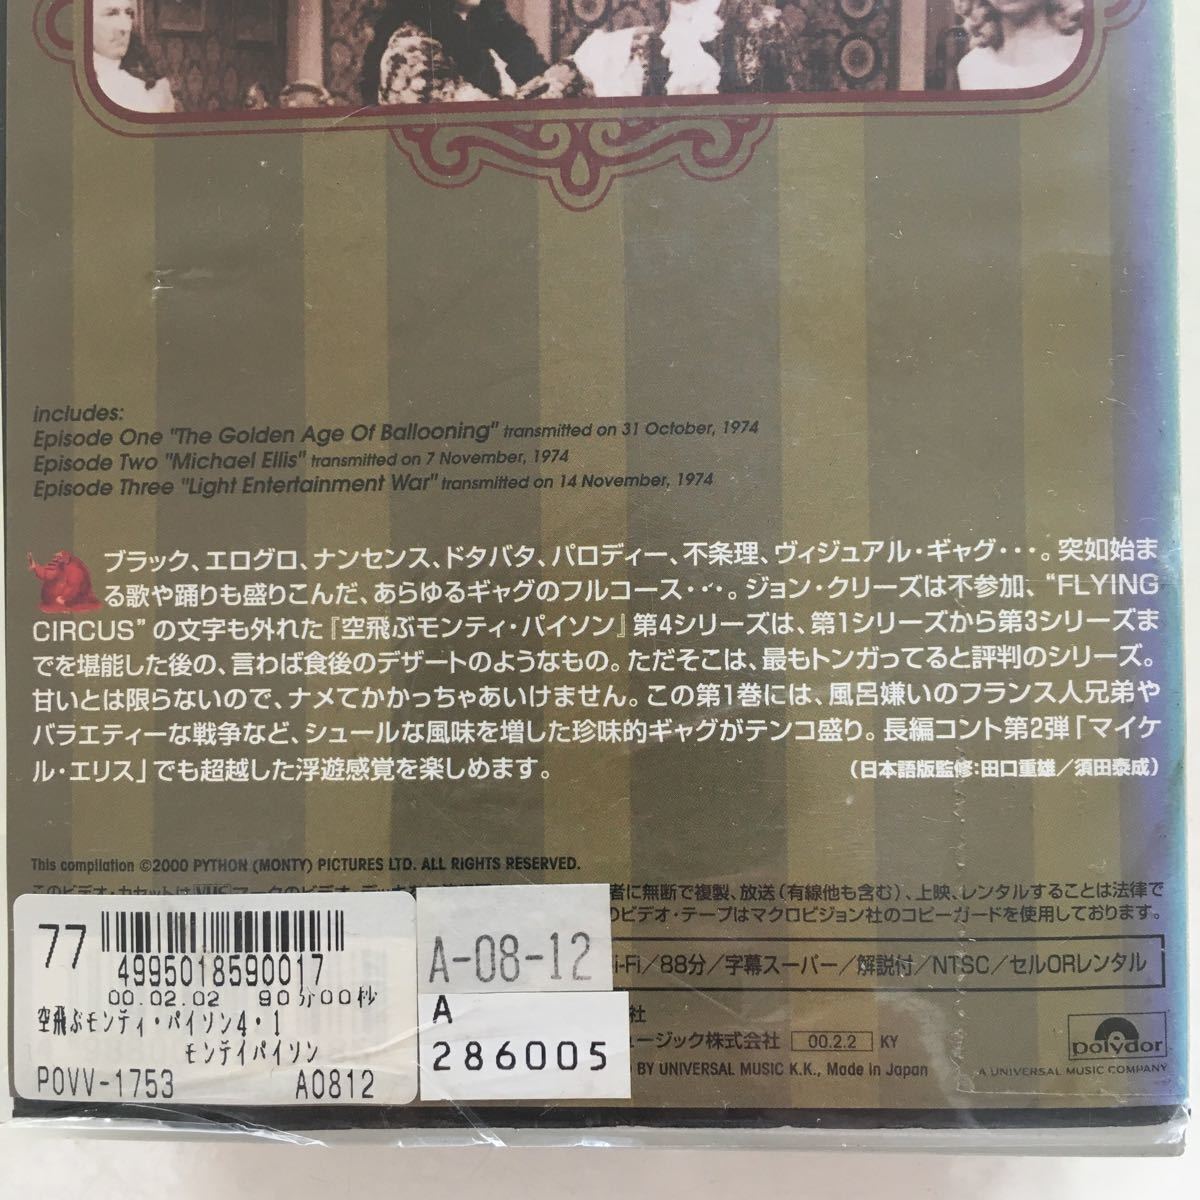 includes:
Episode One "The Golden Age Of Ballooning" transmitted on 31 October, 1974
Episode Two "Michael Ellis" transmitted on 7 November, 1974
Episode Three "Light Entertainment War" transmitted on 14 November, 1974
ブラック、エログロ、ナンセンス、ドタバタ、パロディー、不条理、ヴィジュアル・ギャグ・・・。突如始ま
る歌や踊りも盛りこんだ、あらゆるギャグのフルコース・・・。ジョン・クリーズは不参加、“FLYING
CIRCUS”の文字も外れた『空飛ぶモンティ・パイソン』第4シリーズは、第1シリーズから第3シリーズま
でを堪能した後の、言わば食後のデザートのようなもの。ただそこは、最もトンガってると評判のシリーズ。
甘いとは限らないので、ナメてかかっちゃあいけません。この第1巻には、風呂嫌いのフランス人兄弟や
バラエティーな戦争など、シュールな風味を増した珍味的ギャグがテンコ盛り。長編コント第2弾「マイケ
ル・エリス」でも超越した浮遊感覚を楽しめます。
（日本語版監修：田口重雄／須田泰成）
This compilation ©2000 PYTHON (MONTY) PICTURES LTD. ALL RIGHTS RESERVED.
者に無断で複製、放送（有線他も含む）、上映、レンタルすることは法律で
のビデオ・テープはマクロビジョン社のコピーガードを使用しております。
i-Fi／88分／字幕スーパー／解説付／NTSC／セルORレンタル
社
ュージック株式会社 00.2.2 KY
D BY UNIVERSAL MUSIC K.K., Made in Japan
polydor
A UNIVERSAL MUSIC COMPANY
77
4995018590017
00.02.02 90分00秒
空飛ぶモンティ・パイソン4・1
モンテイパイソン
POVV-1753 A0812
A-08-12
A
286005